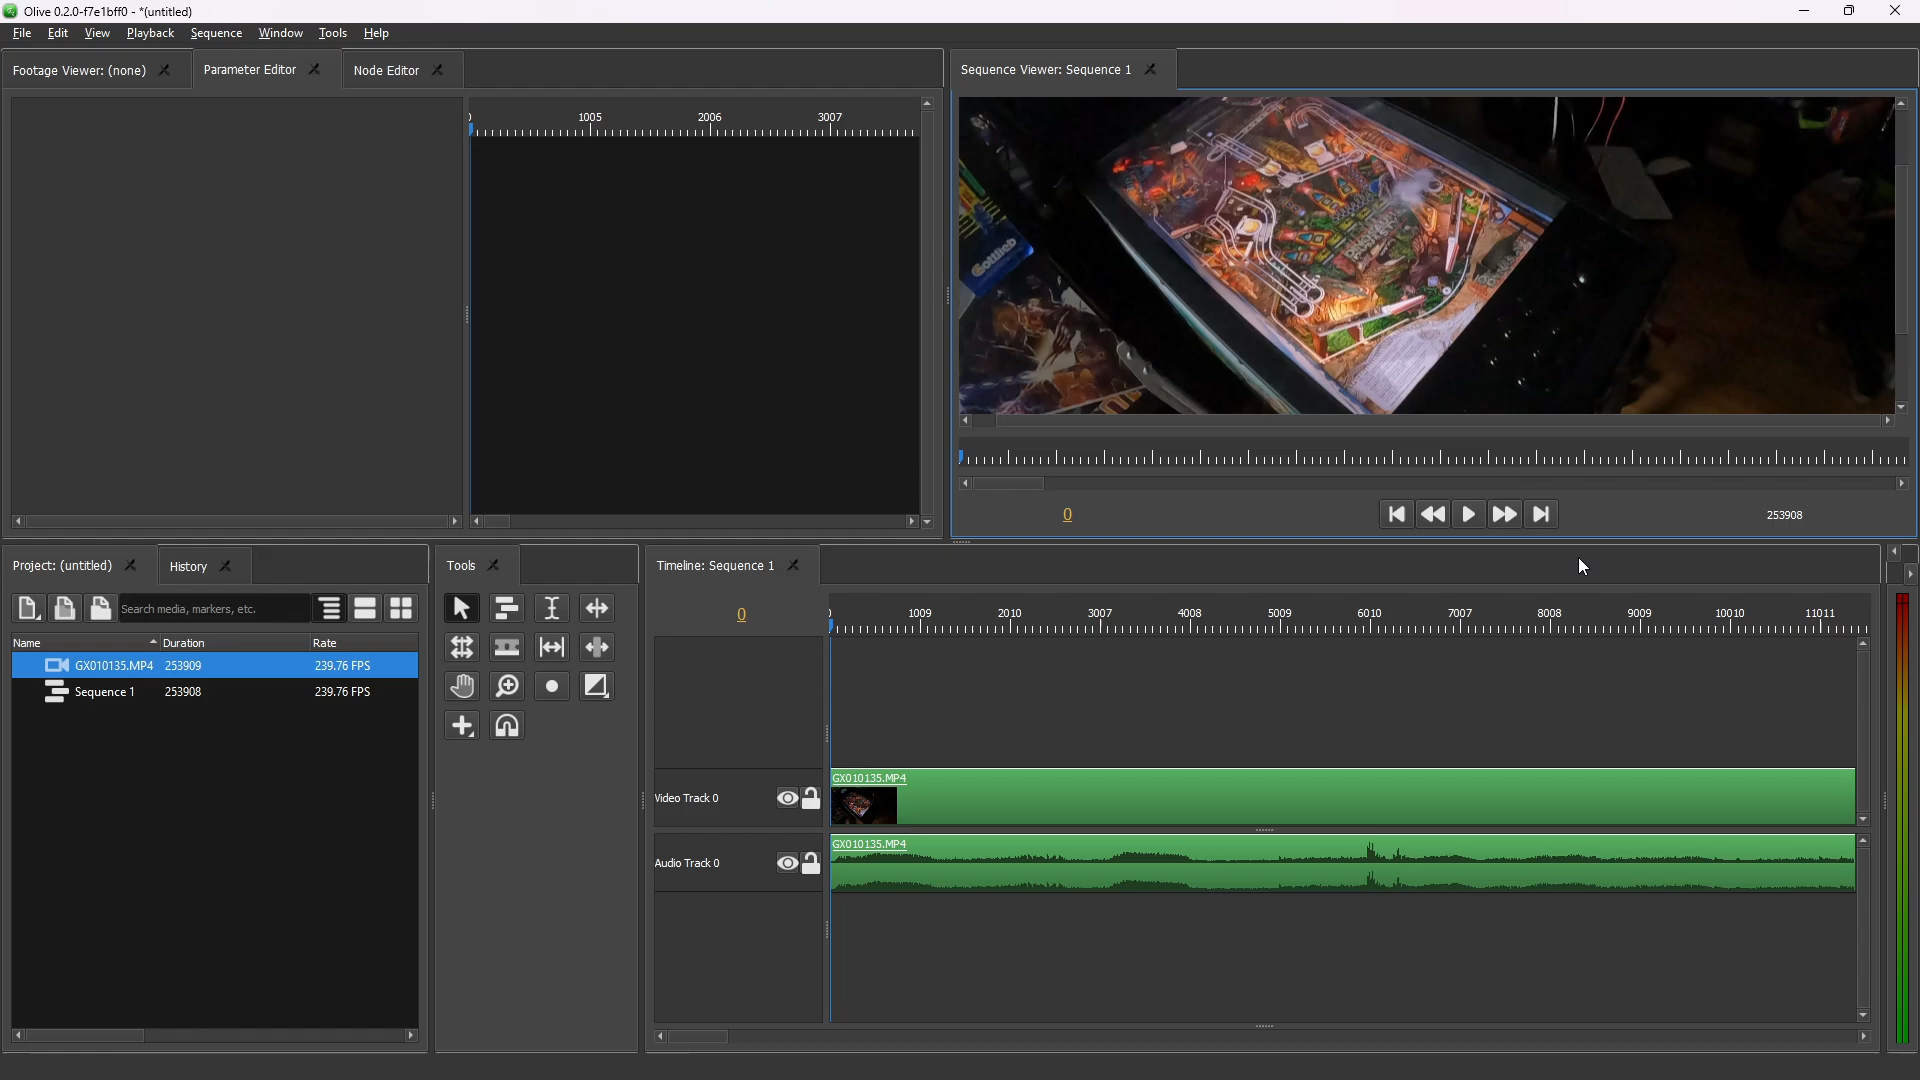 Olive 0.2.0-f7e1bff0 - *(untitled)
File Edit View Playback Sequence Window Tools Help
Footage Viewer: (none) Parameter Editor Node Editor
Sequence Viewer: Sequence 1
1005 2006 3007
Gottlieb
0
253908
Project: (untitled) History
Tools
Timeline: Sequence 1
Search media, markers, etc.
Name Duration Rate
GX010135.MP4 253909 239.76 FPS
Sequence 1 253908 239.76 FPS
0
1009 2010 3007 4008 5009 6010 7007 8008 9009 10010 11011
Video Track 0
GX010135.MP4
Audio Track 0
GX010135.MP4